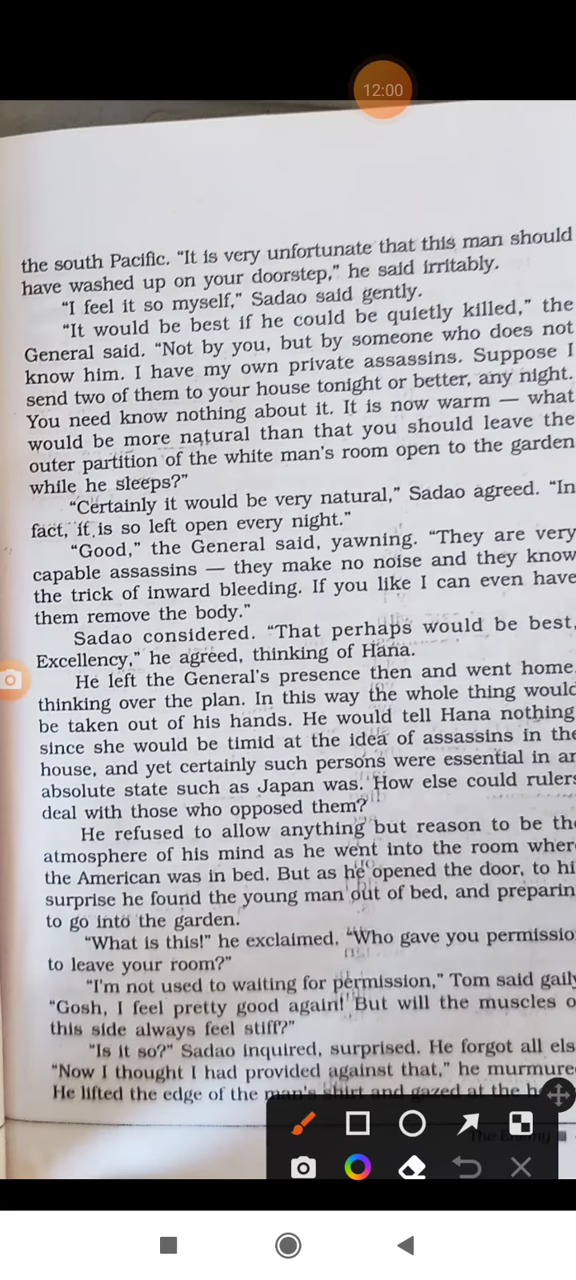 12:00
the south Pacific. “It is very unfortunate that this man should
have washed up on your doorstep,” he said irritably.
“I feel it so myself,” Sadao said gently.
“It would be best if he could be quietly killed,” the
General said. “Not by you, but by someone who does not
know him. I have my own private assassins. Suppose I
send two of them to your house tonight or better, any night.
You need know nothing about it. It is now warm — what
would be more natural than that you should leave the
outer partition of the white man’s room open to the garden
while he sleeps?”
“Certainly it would be very natural,” Sadao agreed. “In
fact, it is so left open every night.”
“Good,” the General said, yawning. “They are very
capable assassins — they make no noise and they know
the trick of inward bleeding. If you like I can even have
them remove the body.”
Sadao considered. “That perhaps would be best,
Excellency,” he agreed, thinking of Hana.
He left the General’s presence then and went home,
thinking over the plan. In this way the whole thing would
be taken out of his hands. He would tell Hana nothing
since she would be timid at the idea of assassins in the
house, and yet certainly such persons were essential in an
absolute state such as Japan was. How else could rulers
deal with those who opposed them?
He refused to allow anything but reason to be the
atmosphere of his mind as he went into the room wher
the American was in bed. But as he opened the door, to hi
surprise he found the young man out of bed, and preparin
to go into the garden.
“What is this!” he exclaimed. “Who gave you permissio
to leave your room?”
“I'm not used to waiting for permission,” Tom said gaily
“Gosh, I feel pretty good again! But will the muscles o
this side always feel stiff?”
“Is it so?” Sadao inquired, surprised. He forgot all els
“Now I thought I had provided against that,” he murmure
He lifted the edge of the man’s shirt and gazed at the
The Enemy